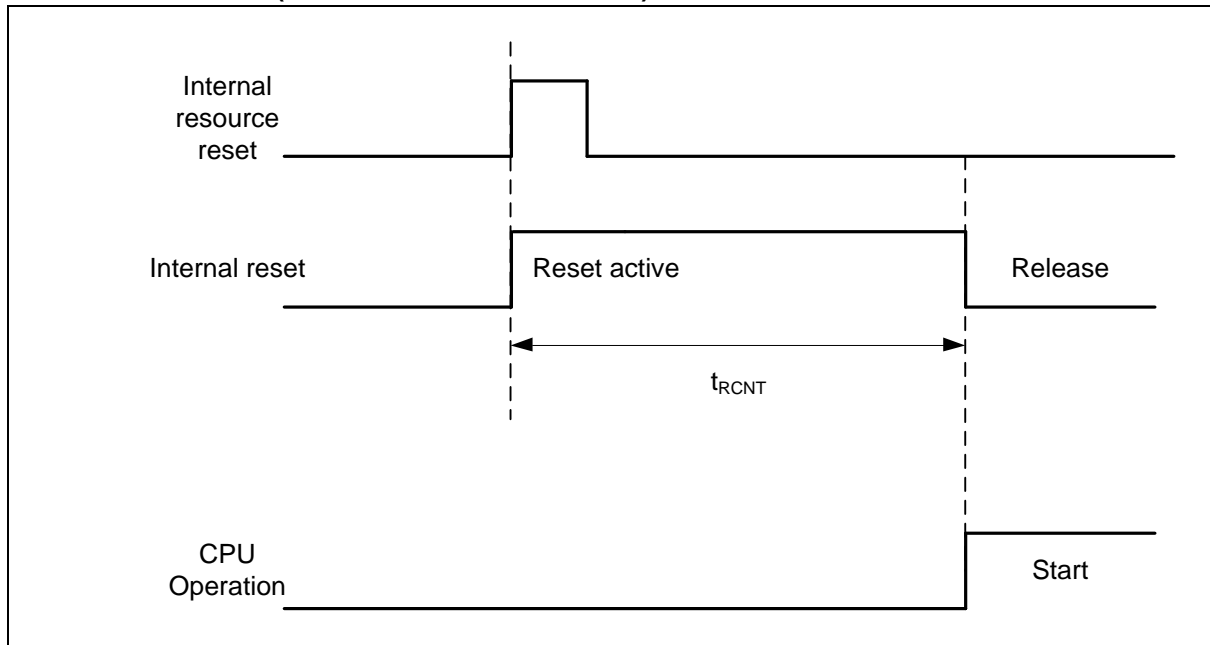 Internal
resource
reset
Internal reset
Reset active
Release
tRCNT
CPU
Operation
Start